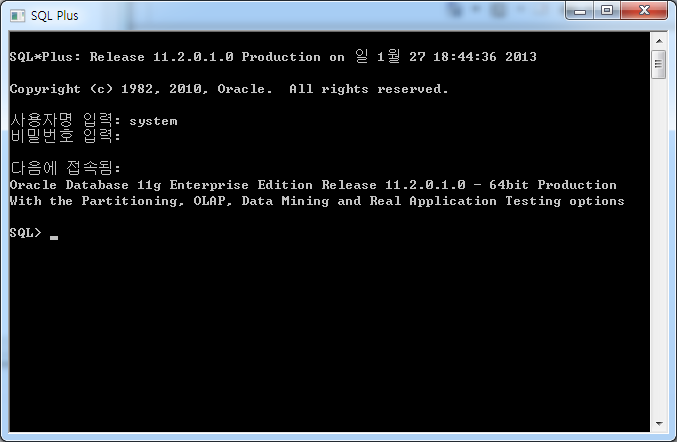 SQL Plus
SQL*Plus: Release 11.2.0.1.0 Production on 일 1월 27 18:44:36 2013
Copyright (c) 1982, 2010, Oracle.  All rights reserved.
사용자명 입력: system
비밀번호 입력:
다음에 접속됨:
Oracle Database 11g Enterprise Edition Release 11.2.0.1.0 - 64bit Production
With the Partitioning, OLAP, Data Mining and Real Application Testing options
SQL> _